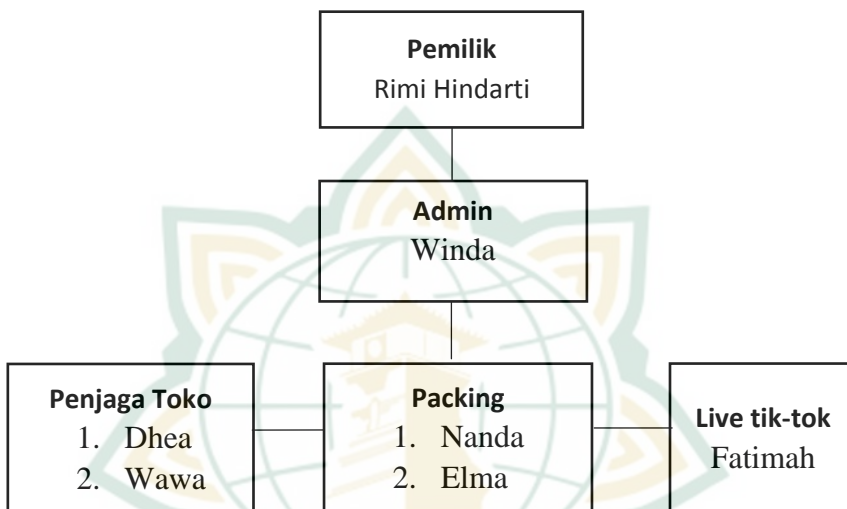 Pemilik
Rimi Hindarti
Admin
Winda
Penjaga Toko
1. Dhea
2. Wawa
Packing
1. Nanda
2. Elma
Live tik-tok
Fatimah